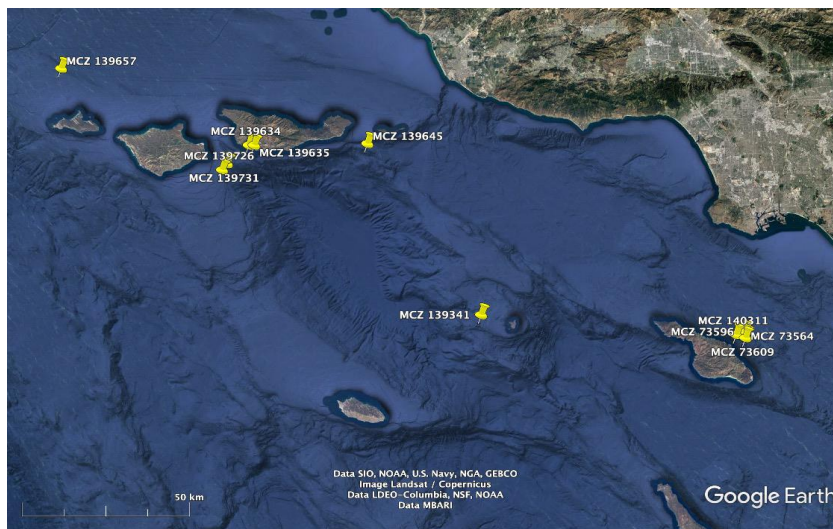 MCZ 139657
MCZ 139634
MCZ 139645
MCZ 139726
MCZ 139635
MCZ 139731
MCZ 139341
MCZ 140311
MCZ 73596
MCZ 73564
MCZ 73609
Data SIO, NOAA, U.S. Navy, NGA, GEBCO
Image Landsat / Copernicus
Data LDEO-Columbia, NSF, NOAA
Data MBARI
50 km
Google Earth